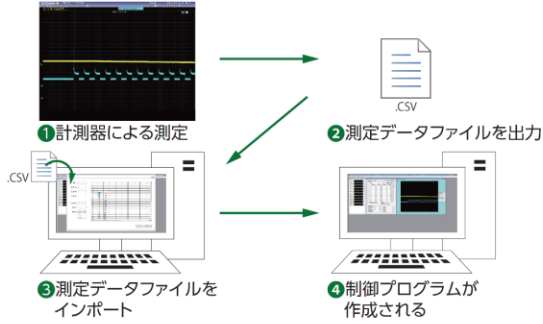 ❶計測器による測定
.CSV
❷測定データファイルを出力
.CSV
❸測定データファイルを
インポート
❹制御プログラムが
作成される